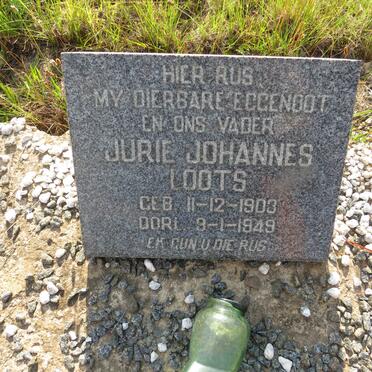 HIER RUS
MY DIERBARE EGGENOOT
EN ONS VADER
JURIE JOHANNES
LOOTS
GEB. 11-12-1903
OORL. 9-1-1949
EK GUN U DIE RUS